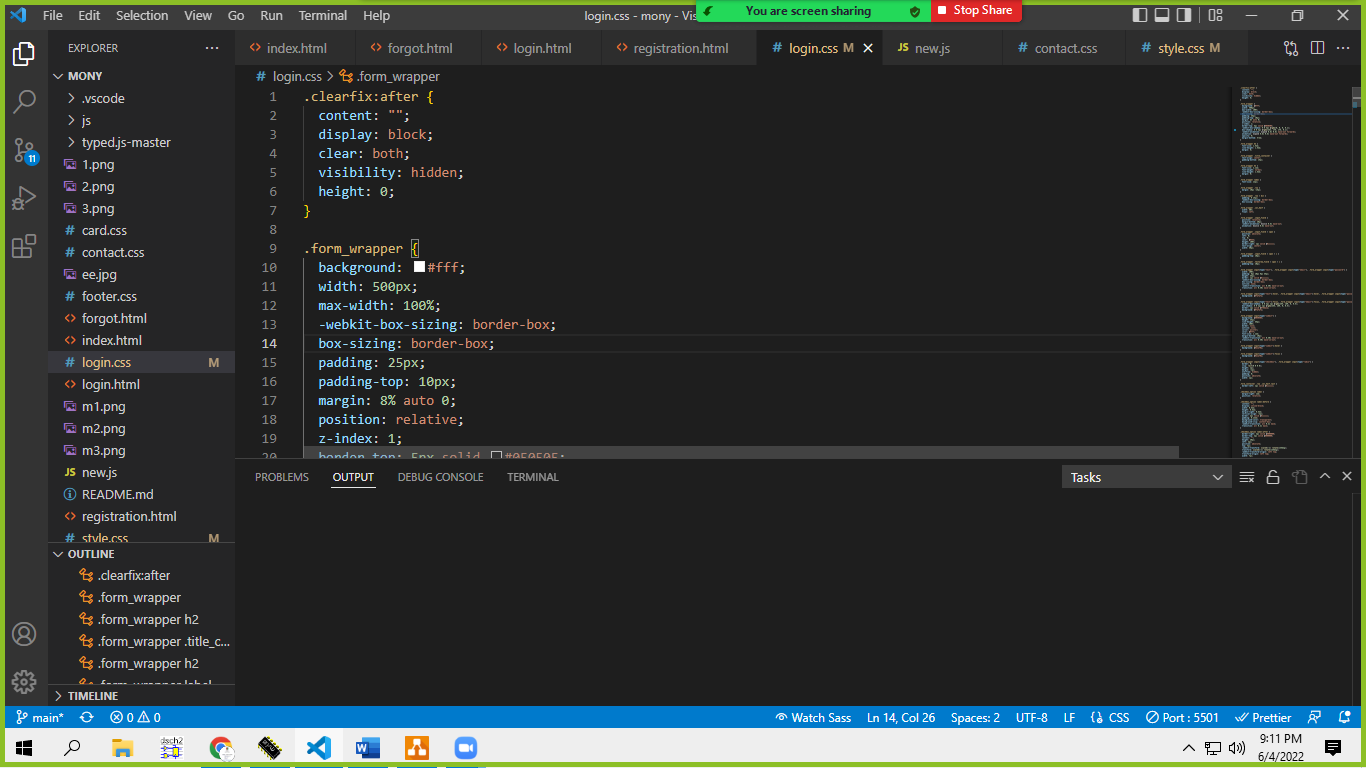 File Edit Selection View Go Run Terminal Help
login.css - mony - Vis
You are screen sharing
Stop Share
EXPLORER
index.html
forgot.html
login.html
registration.html
login.css M
new.js
contact.css
style.css M
MONY
.vscode
js
typed.js-master
1.png
2.png
3.png
card.css
contact.css
ee.jpg
footer.css
forgot.html
index.html
login.css M
login.html
m1.png
m2.png
m3.png
new.js
README.md
registration.html
style.css M
OUTLINE
.clearfix:after
.form_wrapper
.form_wrapper h2
.form_wrapper .title_c...
.form_wrapper h2
.form_wrapper label
TIMELINE
login.css > .form_wrapper
1 .clearfix:after {
2 content: "";
3 display: block;
4 clear: both;
5 visibility: hidden;
6 height: 0;
7 }
8
9 .form_wrapper {
10 background: #fff;
11 width: 500px;
12 max-width: 100%;
13 -webkit-box-sizing: border-box;
14 box-sizing: border-box;
15 padding: 25px;
16 padding-top: 10px;
17 margin: 8% auto 0;
18 position: relative;
19 z-index: 1;
20 border-top: 5px solid
PROBLEMS OUTPUT DEBUG CONSOLE TERMINAL
Tasks
11
main* 0 0
Watch Sass Ln 14, Col 26 Spaces: 2 UTF-8 LF CSS Port : 5501 Prettier
dsch2
9:11 PM
6/4/2022